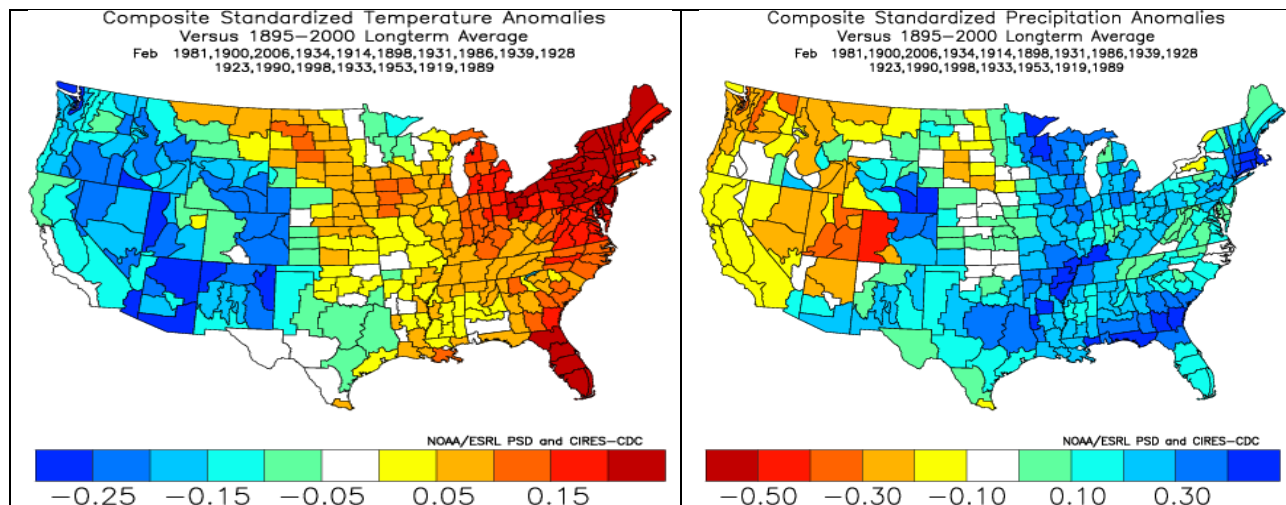 Composite Standardized Temperature Anomalies
Versus 1895-2000 Longterm Average
Feb 1981,1900,2006,1934,1914,1898,1931,1986,1939,1928
1923,1990,1998,1933,1953,1919,1989
NOAA/ESRL PSD and CIRES-CDC
-0.25 -0.15 -0.05 0.05 0.15
Composite Standardized Precipitation Anomalies
Versus 1895-2000 Longterm Average
Feb 1981,1900,2006,1934,1914,1898,1931,1986,1939,1928
1923,1990,1998,1933,1953,1919,1989
NOAA/ESRL PSD and CIRES-CDC
-0.50 -0.30 -0.10 0.10 0.30